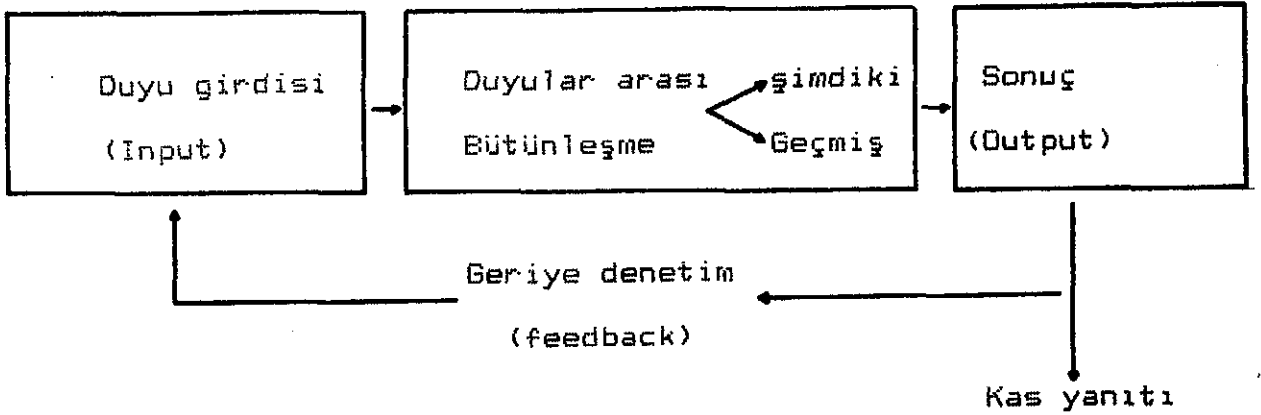 Duyu girdisi
(Input)
Duyular arası
Bütünleşme
şimdiki
Geçmiş
Sonuç
(Output)
Geriye denetim
(feedback)
Kas yanıtı